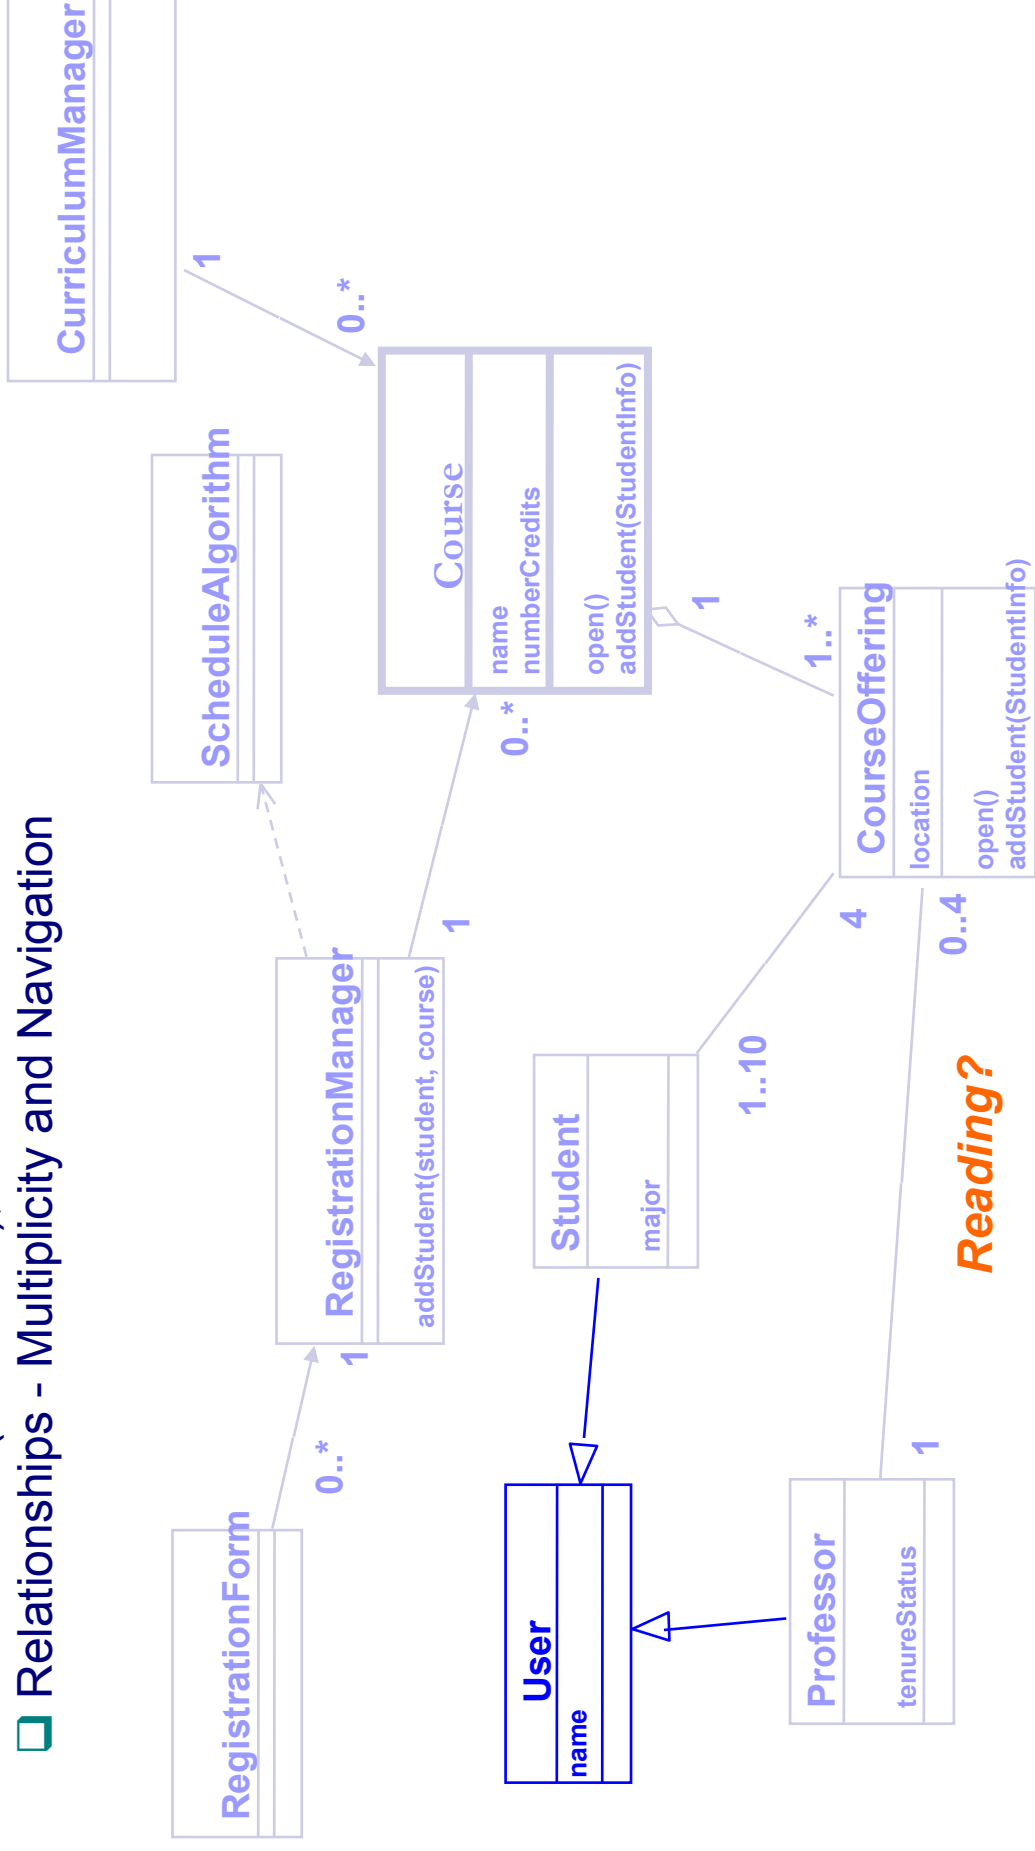 ❑ Relationships - Multiplicity and Navigation
RegistrationForm
0..*
1
RegistrationManager
addStudent(student, course)
ScheduleAlgorithm
CurriculumManager
1
0..*
1
0..*
Course
name
numberCredits
open()
addStudent(StudentInfo)
User
name
Student
major
1..10
4
1
1..*
CourseOffering
location
open()
addStudent(StudentInfo)
Professor
tenureStatus
1
0..4
Reading?